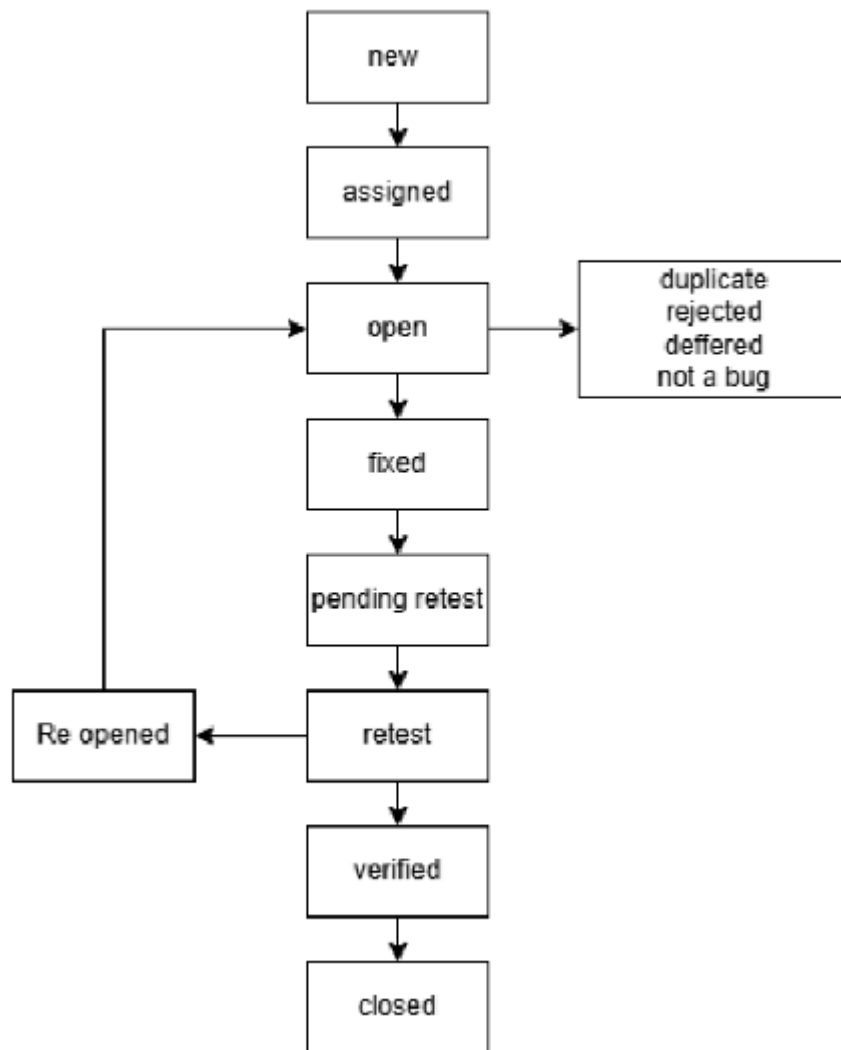 new
assigned
open
duplicate
rejected
deffered
not a bug
fixed
pending retest
Re opened
retest
verified
closed